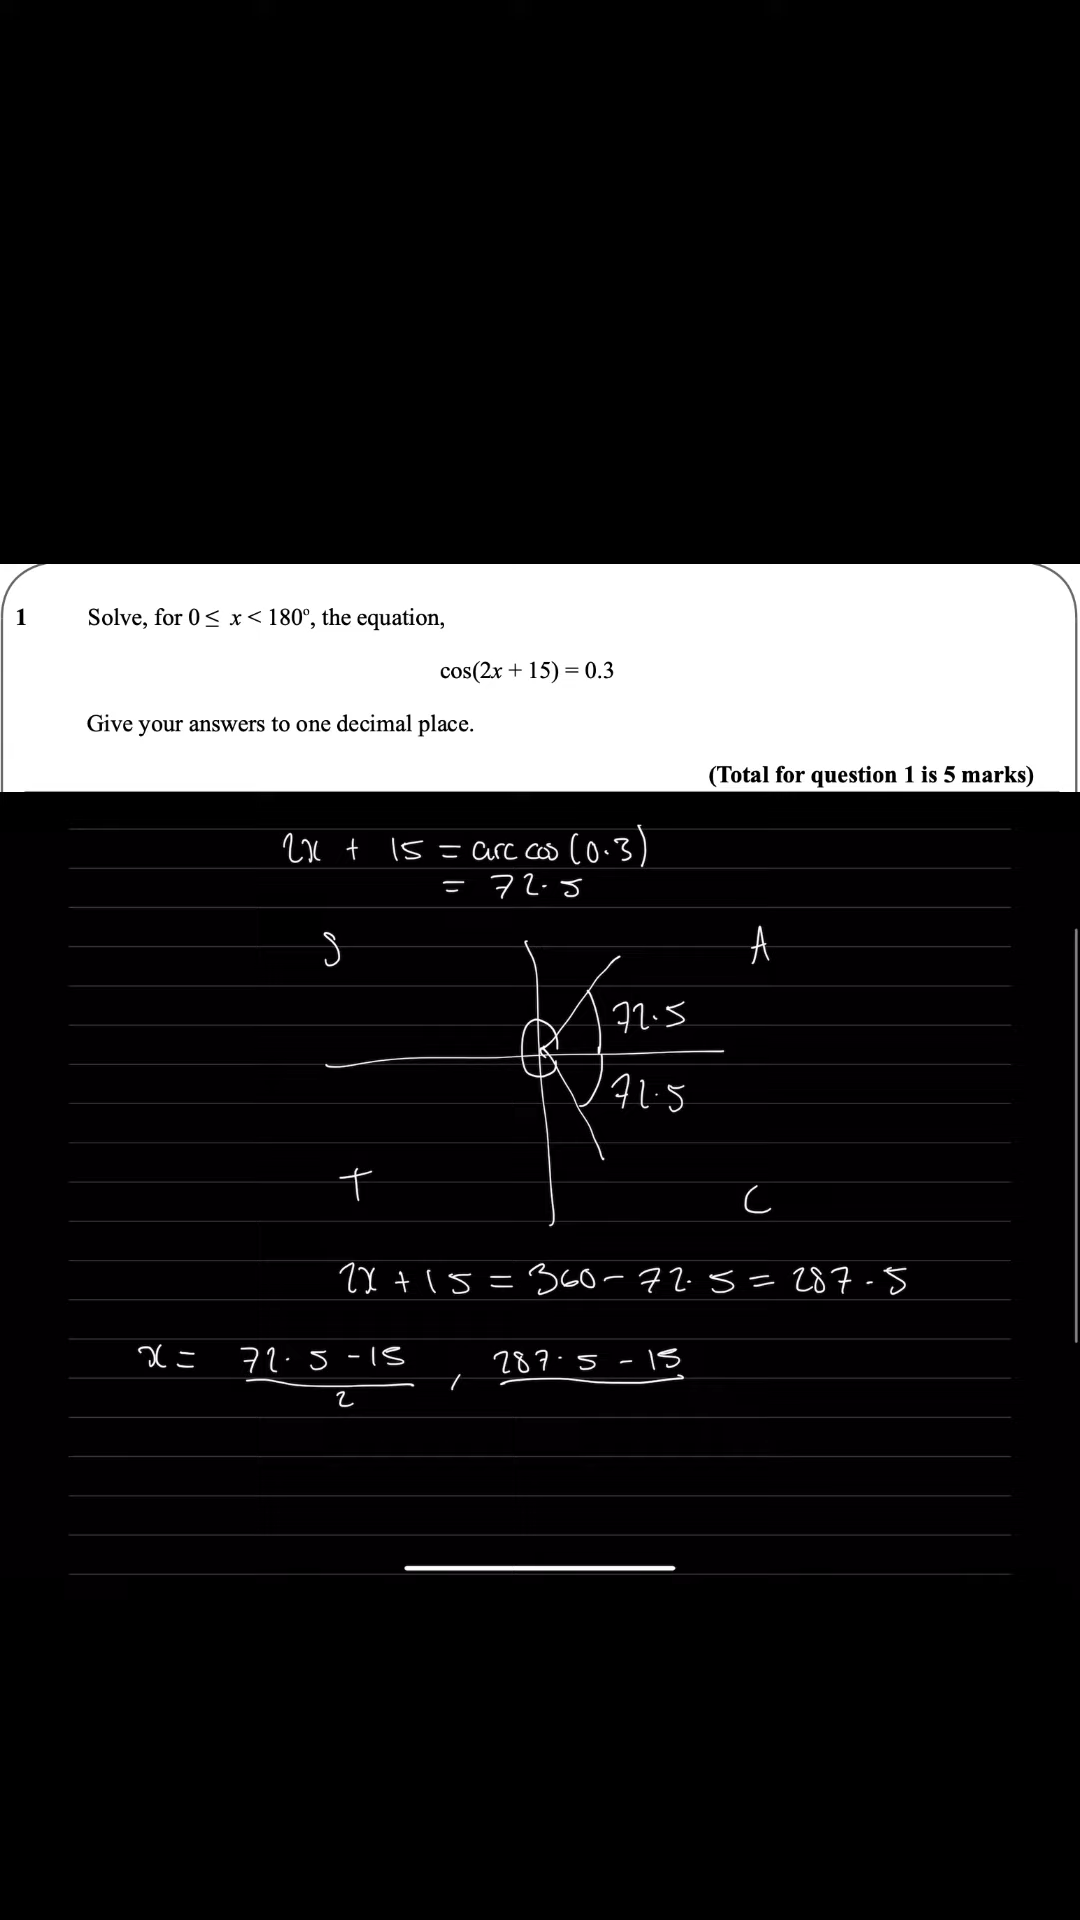 1 Solve, for 0 ≤ x < 180°, the equation,
cos(2x + 15) = 0.3
Give your answers to one decimal place.
(Total for question 1 is 5 marks)
2x + 15 = arc cos (0.3)
= 72.5
S A
72.5
72.5
T C
2x + 15 = 360 - 72.5 = 287.5
x = 72.5 - 15 / 2 , 287.5 - 15